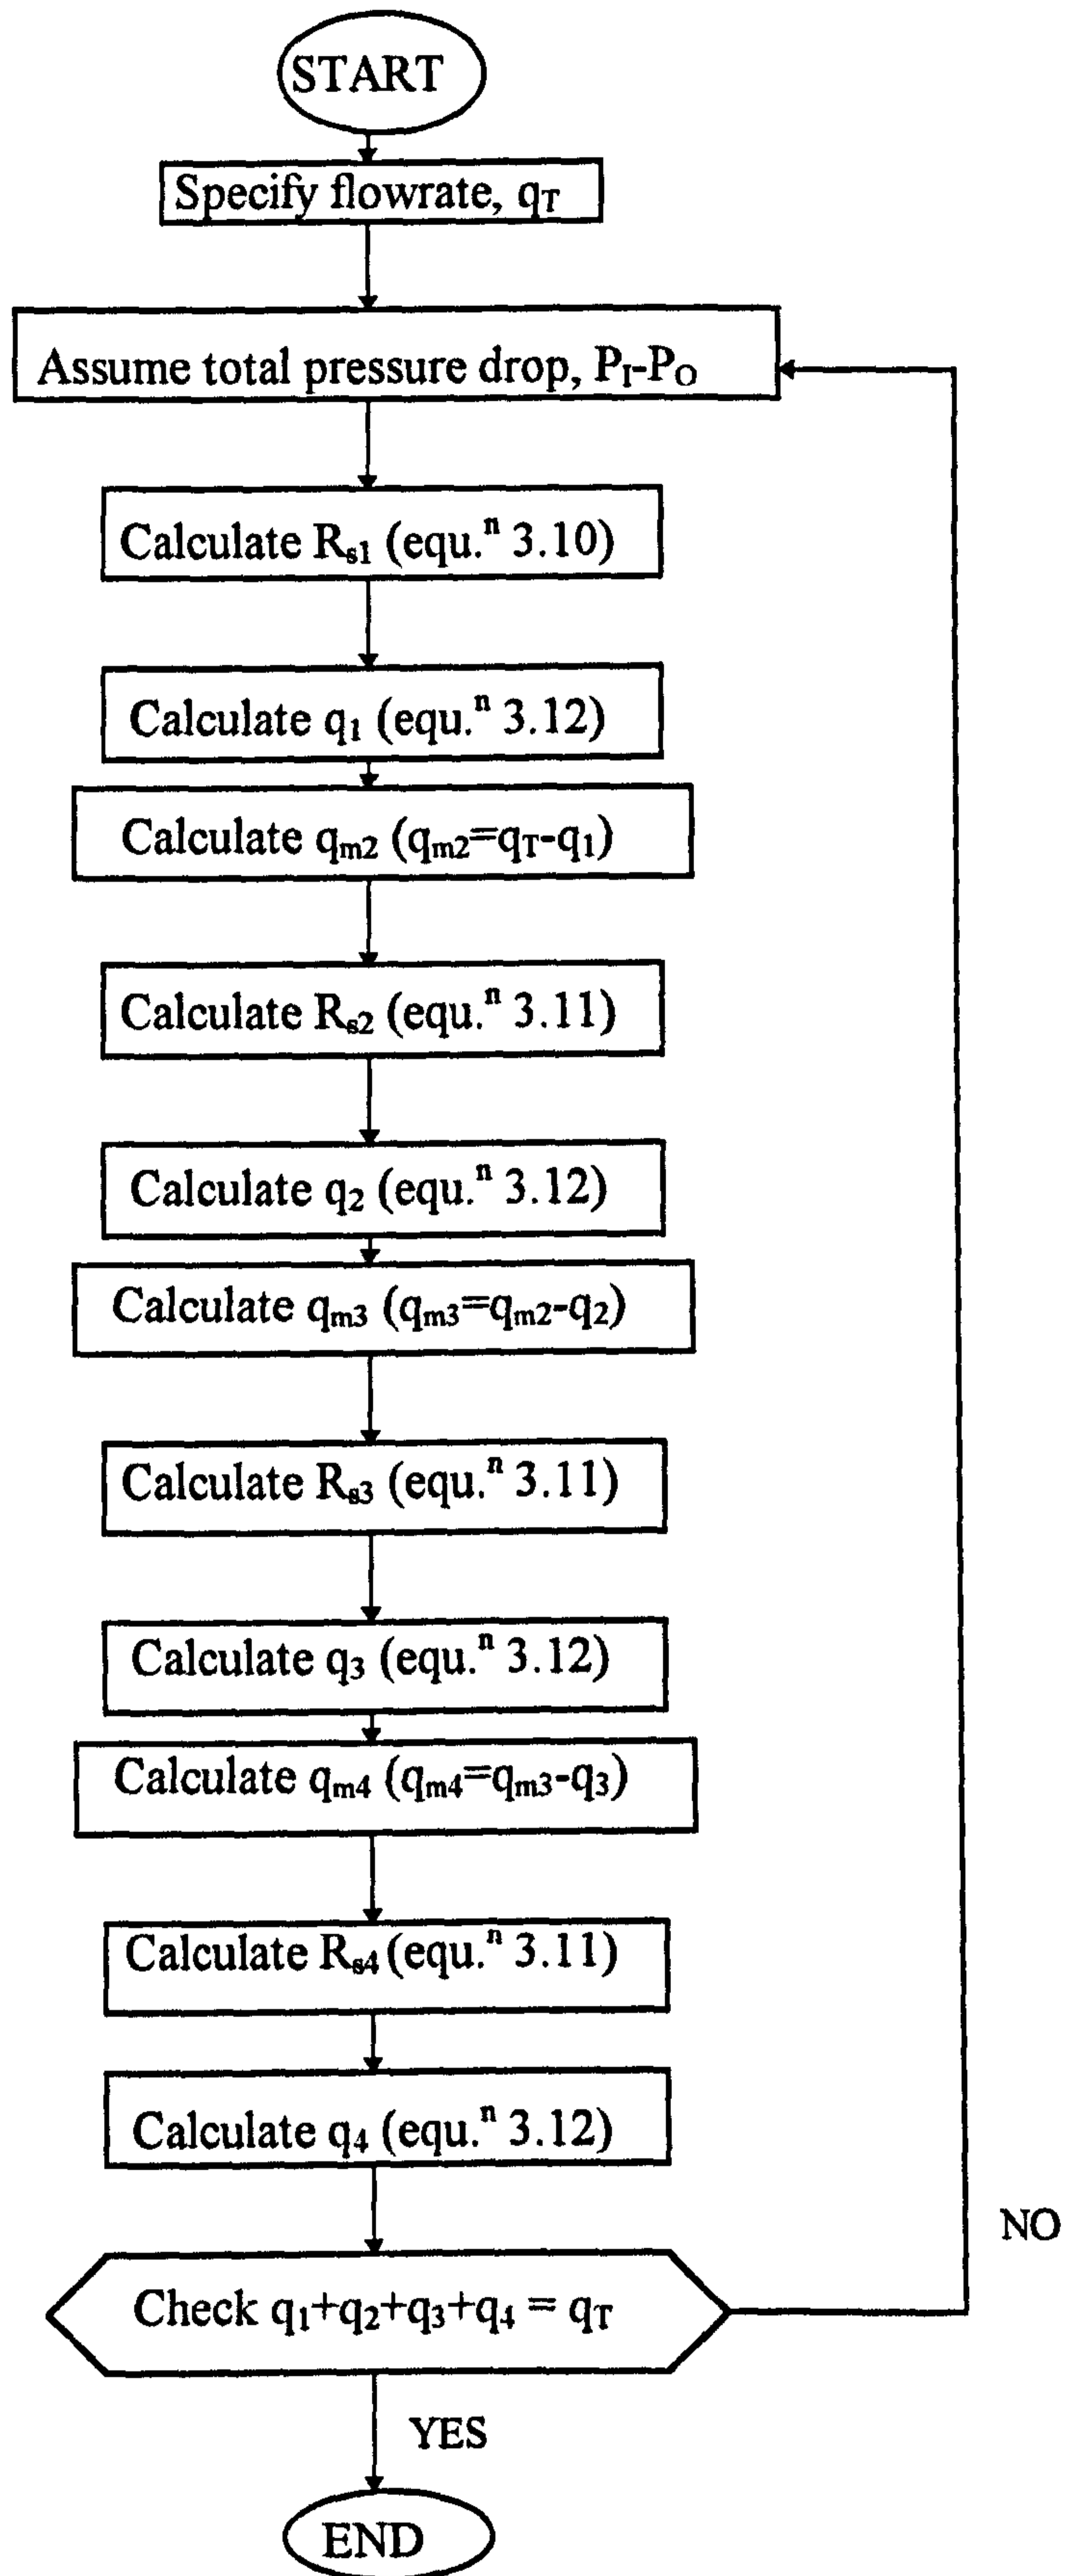 START
Specify flowrate, qT
Assume total pressure drop, PI-PO
Calculate Rs1 (equ.n 3.10)
Calculate q1 (equ.n 3.12)
Calculate qm2 (qm2=qT-q1)
Calculate Rs2 (equ.n 3.11)
Calculate q2 (equ.n 3.12)
Calculate qm3 (qm3=qm2-q2)
Calculate Rs3 (equ.n 3.11)
Calculate q3 (equ.n 3.12)
Calculate qm4 (qm4=qm3-q3)
Calculate Rs4 (equ.n 3.11)
Calculate q4 (equ.n 3.12)
NO
Check q1+q2+q3+q4 = qT
YES
END